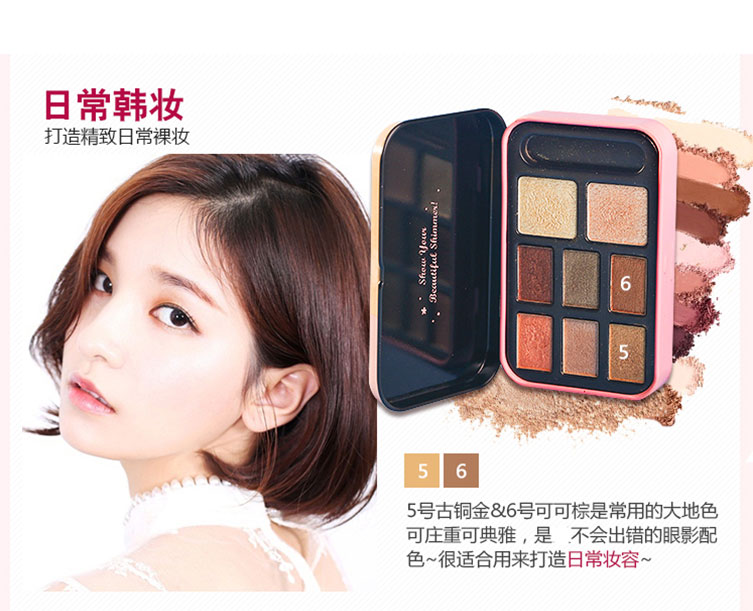 日常韩妆
打造精致日常裸妆
Show Your
Beautiful Shimmer!
6
5
5 6
5号古铜金&6号可可棕是常用的大地色
可庄重可典雅，是 不会出错的眼影配
色~很适合用来打造日常妆容~